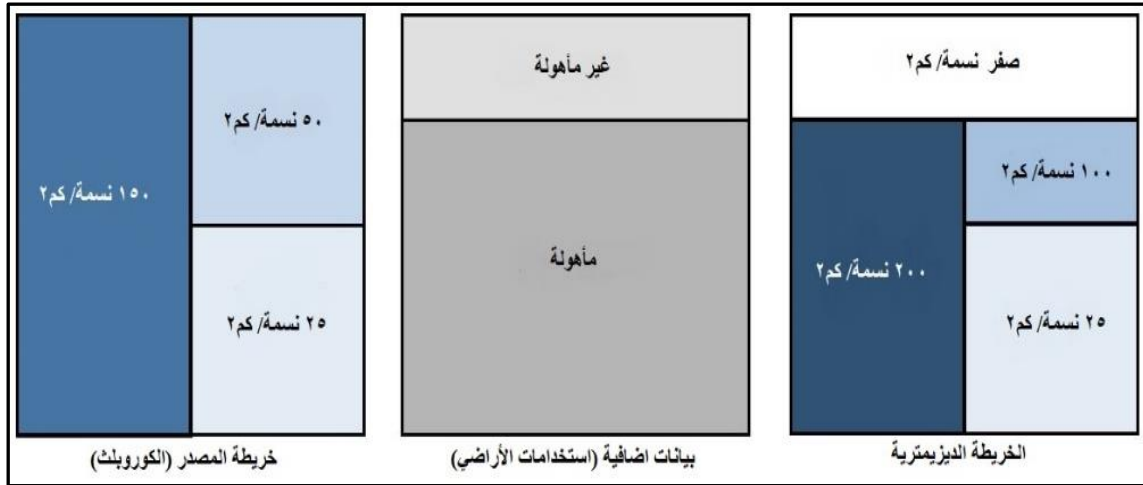 صفر نسمة/ كم٢
١٠٠ نسمة/ كم٢
٢٠٠ نسمة/ كم٢
٢٥ نسمة/ كم٢
الخريطة الديزيمترية
غير مأهولة
مأهولة
بيانات اضافية (استخدامات الأراضي)
٥٠ نسمة/ كم٢
١٥٠ نسمة/ كم٢
٢٥ نسمة/ كم٢
خريطة المصدر (الكوروبلث)